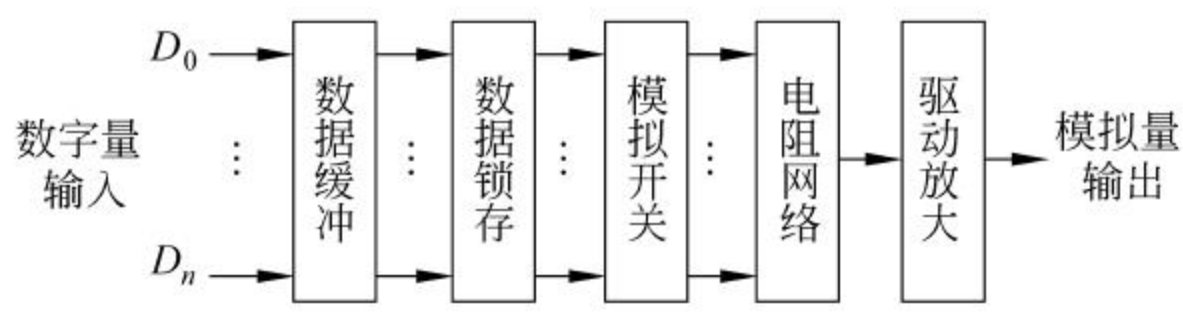 D0
数字量
输入
⋮
Dn
数据缓冲
⋮
数据锁存
⋮
模拟开关
⋮
电阻网络
驱动放大
模拟量
输出